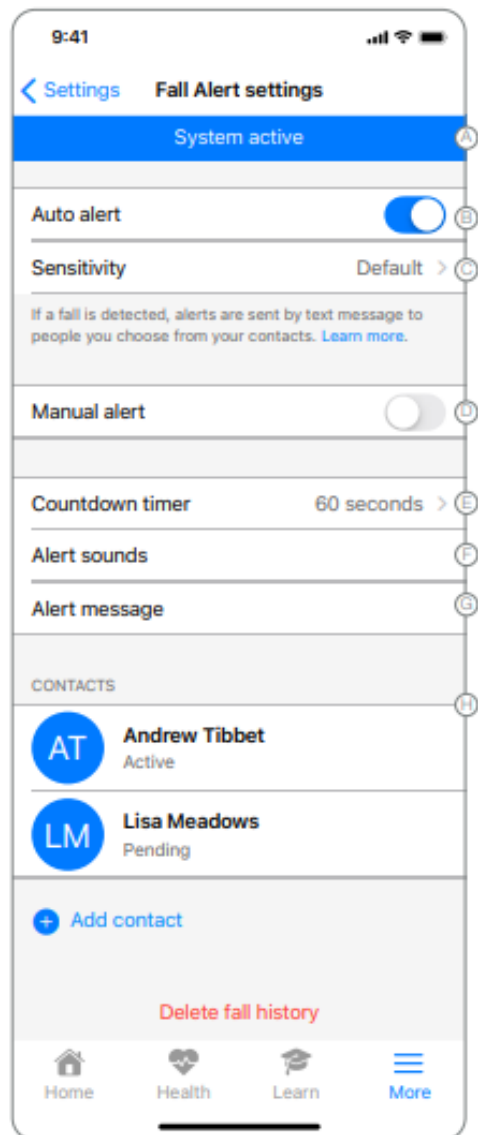 9:41
Settings Fall Alert settings
System active A
Auto alert B
Sensitivity Default C
If a fall is detected, alerts are sent by text message to
people you choose from your contacts. Learn more.
Manual alert D
Countdown timer 60 seconds E
Alert sounds F
Alert message G
CONTACTS
H
AT Andrew Tibbet
Active
LM Lisa Meadows
Pending
Add contact
Delete fall history
Home Health Learn More